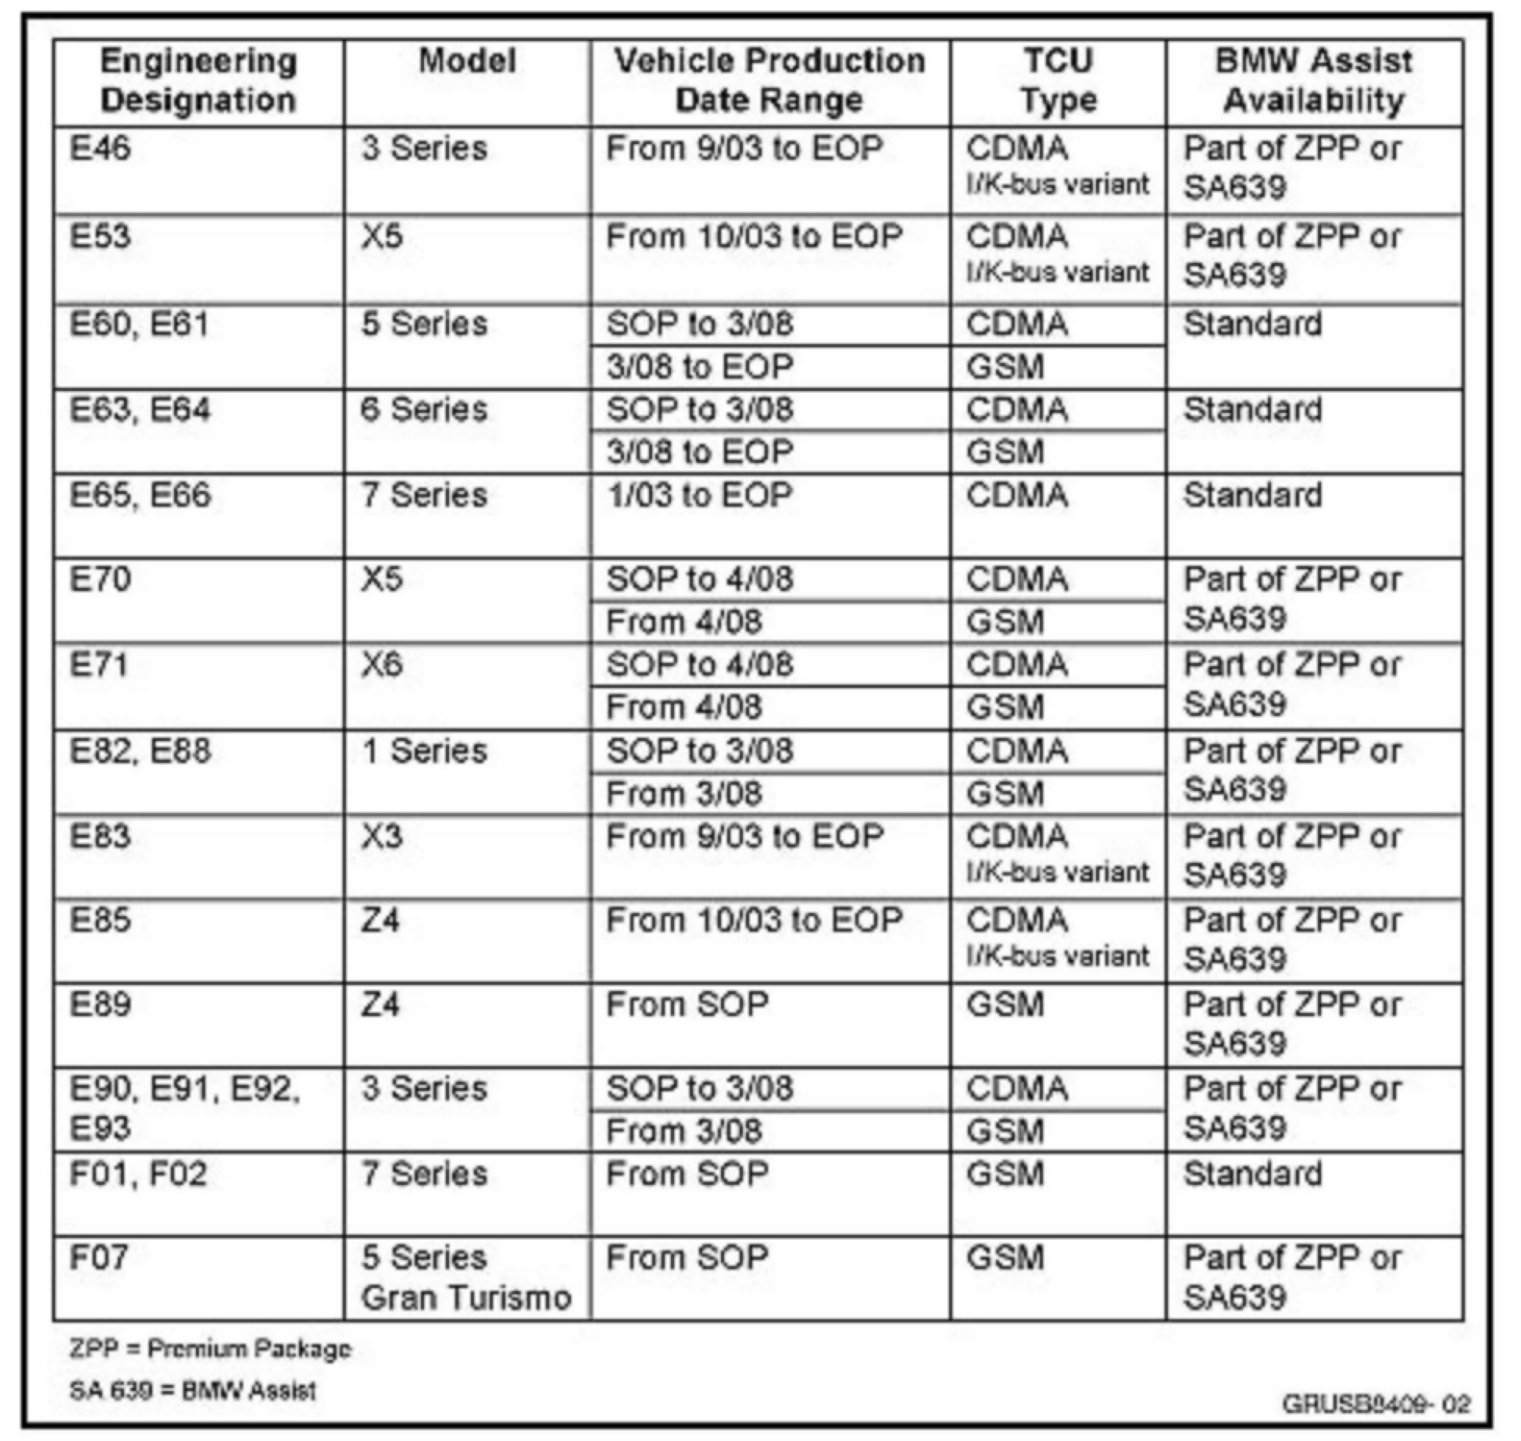 Engineering Designation | Model | Vehicle Production Date Range | TCU Type | BMW Assist Availability
E46 | 3 Series | From 9/03 to EOP | CDMA I/K-bus variant | Part of ZPP or SA639
E53 | X5 | From 10/03 to EOP | CDMA I/K-bus variant | Part of ZPP or SA639
E60, E61 | 5 Series | SOP to 3/08 | CDMA | Standard
3/08 to EOP | GSM
E63, E64 | 6 Series | SOP to 3/08 | CDMA | Standard
3/08 to EOP | GSM
E65, E66 | 7 Series | 1/03 to EOP | CDMA | Standard
E70 | X5 | SOP to 4/08 | CDMA | Part of ZPP or SA639
From 4/08 | GSM
E71 | X6 | SOP to 4/08 | CDMA | Part of ZPP or SA639
From 4/08 | GSM
E82, E88 | 1 Series | SOP to 3/08 | CDMA | Part of ZPP or SA639
From 3/08 | GSM
E83 | X3 | From 9/03 to EOP | CDMA I/K-bus variant | Part of ZPP or SA639
E85 | Z4 | From 10/03 to EOP | CDMA I/K-bus variant | Part of ZPP or SA639
E89 | Z4 | From SOP | GSM | Part of ZPP or SA639
E90, E91, E92, E93 | 3 Series | SOP to 3/08 | CDMA | Part of ZPP or SA639
From 3/08 | GSM
F01, F02 | 7 Series | From SOP | GSM | Standard
F07 | 5 Series Gran Turismo | From SOP | GSM | Part of ZPP or SA639
ZPP = Premium Package
SA 639 = BMW Assist
GRUSB8409- 02